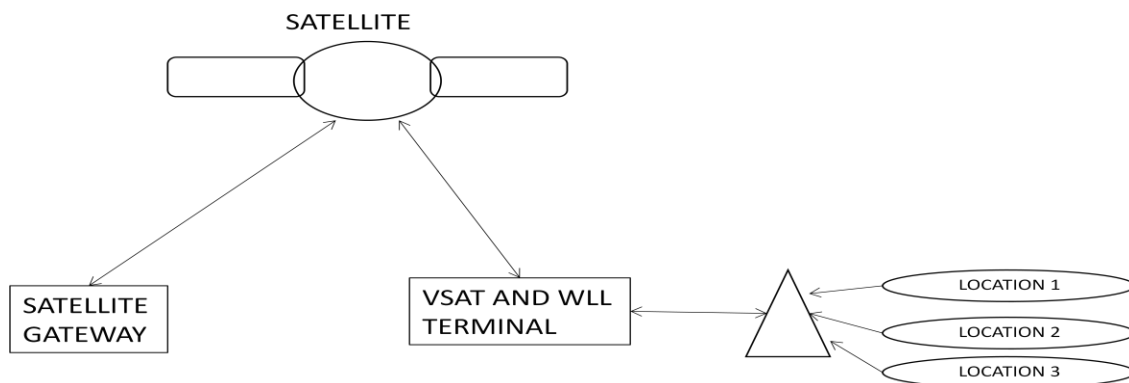 SATELLITE
SATELLITE
GATEWAY
VSAT AND WLL
TERMINAL
LOCATION 1
LOCATION 2
LOCATION 3